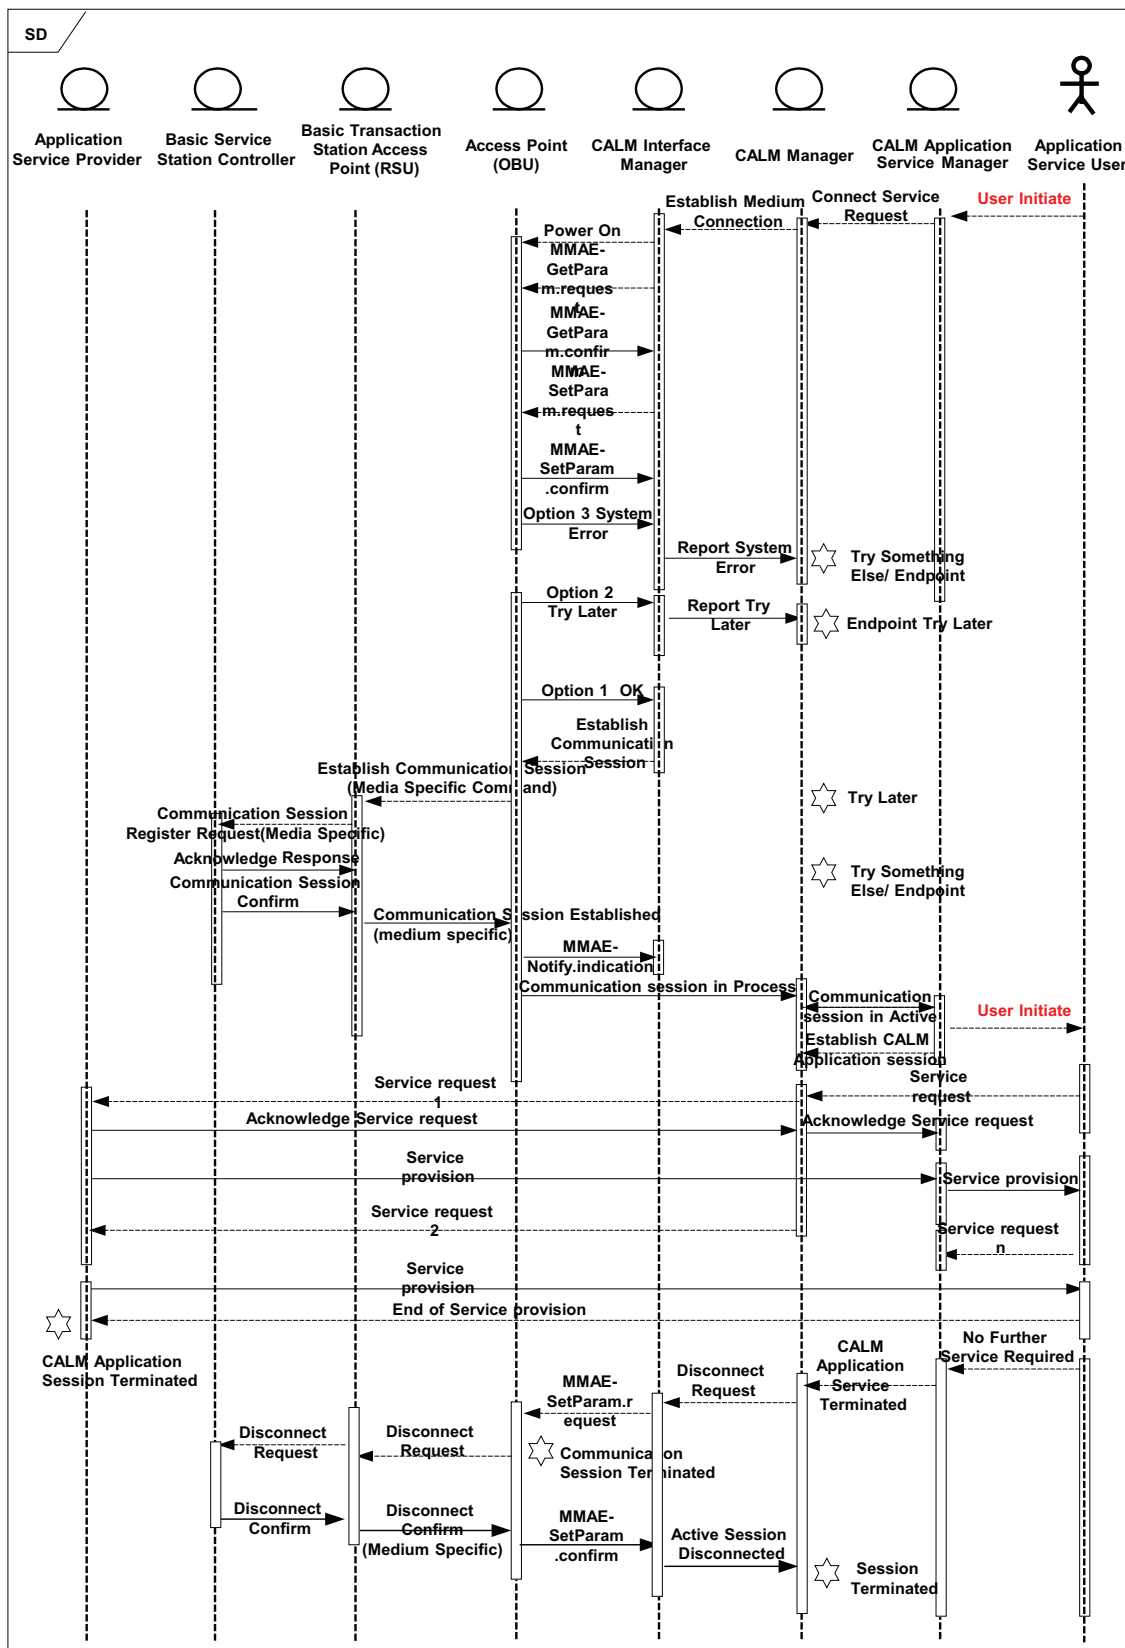 SD
Application
Service Provider
Basic Service
Station Controller
Basic Transaction
Station Access
Point (RSU)
Access Point
(OBU)
CALM Interface
Manager
CALM Manager
CALM Application
Service Manager
Application
Service User
User Initiate
Connect Service
Request
Establish Medium
Connection
Power On
MMAE-
GetPara
m.reques
t
MMAE-
GetPara
m.confir
m
MMAE-
SetPara
m.reques
t
MMAE-
SetParam
.confirm
Option 3 System
Error
Report System
Error
Try Something
Else/ Endpoint
Option 2
Try Later
Report Try
Later
Endpoint Try Later
Option 1 OK
Establish
Communication
Session
Establish Communication Session
(Media Specific Command)
Try Later
Communication Session
Register Request(Media Specific)
Acknowledge Response
Try Something
Else/ Endpoint
Communication Session
Confirm
Communication Session Established
(medium specific)
MMAE-
Notify.indication
Communication session in Process
Communication
session in Active
User Initiate
Establish CALM
Application session
Service
request
Service request
1
Acknowledge Service request
Acknowledge Service request
Service
provision
Service provision
Service request
2
Service request
n
Service
provision
End of Service provision
CALM Application
Session Terminated
No Further
Service Required
CALM
Application
Service
Terminated
Disconnect
Request
MMAE-
SetParam.r
equest
Disconnect
Request
Disconnect
Request
Communication
Session Terminated
Disconnect
Confirm
Disconnect
Confirm
(Medium Specific)
MMAE-
SetParam
.confirm
Active Session
Disconnected
Session
Terminated